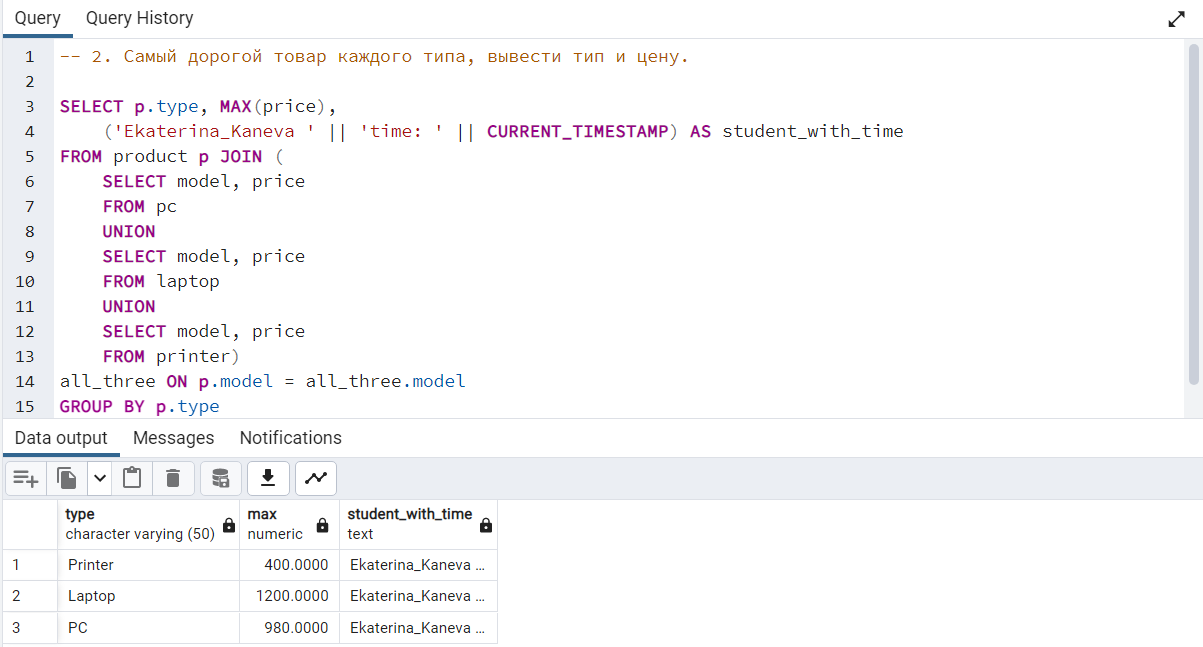 Query Query History
1 -- 2. Самый дорогой товар каждого типа, вывести тип и цену.
2
3 SELECT p.type, MAX(price),
4 ('Ekaterina_Kaneva ' || 'time: ' || CURRENT_TIMESTAMP) AS student_with_time
5 FROM product p JOIN (
6 SELECT model, price
7 FROM pc
8 UNION
9 SELECT model, price
10 FROM laptop
11 UNION
12 SELECT model, price
13 FROM printer)
14 all_three ON p.model = all_three.model
15 GROUP BY p.type
Data output Messages Notifications
type max student_with_time
character varying (50) numeric text
1 Printer 400.0000 Ekaterina_Kaneva ...
2 Laptop 1200.0000 Ekaterina_Kaneva ...
3 PC 980.0000 Ekaterina_Kaneva ...